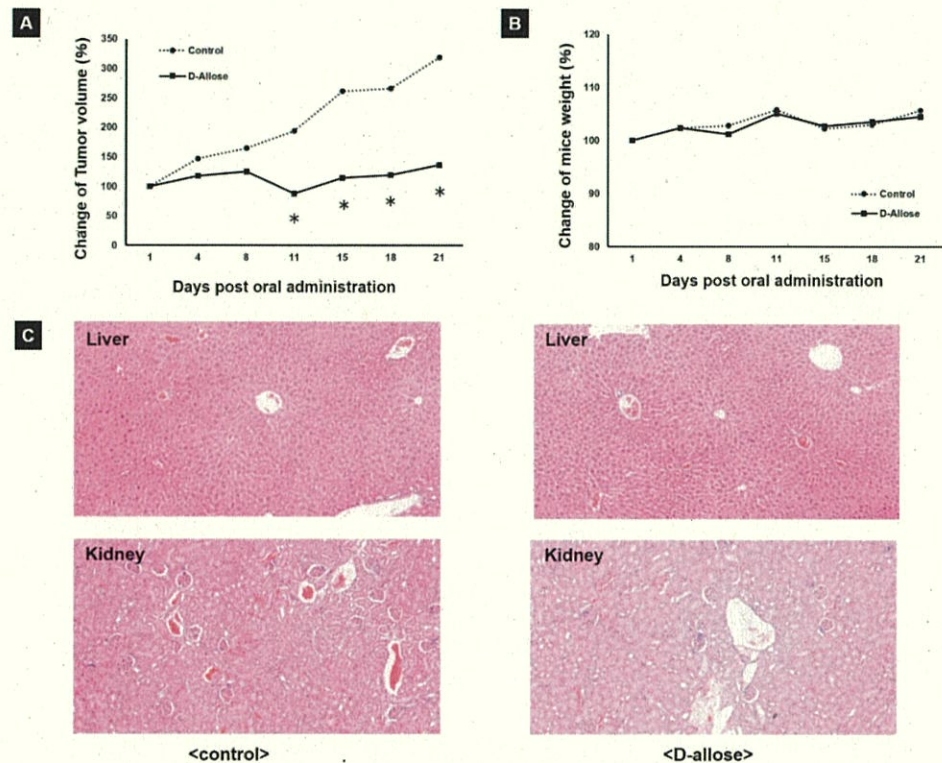 A
Change of Tumor volume (%)
350
300
250
200
150
100
50
0
Control
D-Allose
* * * *
1 4 8 11 15 18 21
Days post oral administration
B
Change of mice weight (%)
120
110
100
90
80
Control
D-Allose
1 4 8 11 15 18 21
Days post oral administration
C
Liver
Liver
Kidney
Kidney
<control>
<D-allose>